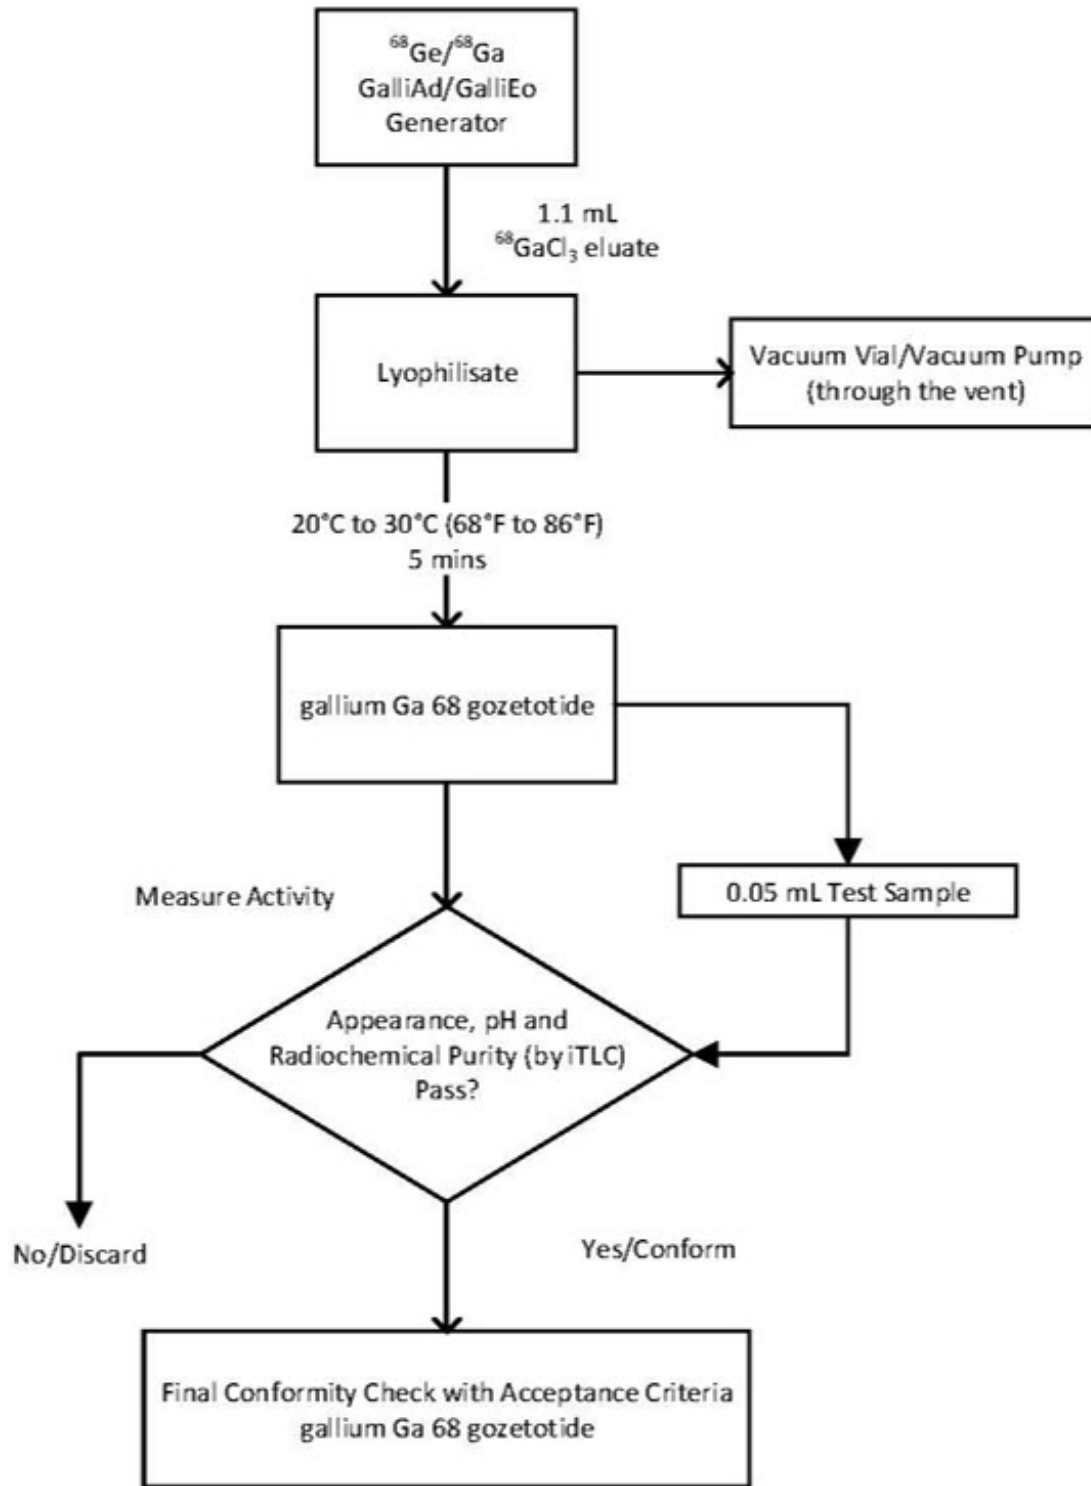 ⁶⁸Ge/⁶⁸Ga
GalliAd/GalliEo
Generator
1.1 mL
⁶⁸GaCl₃ eluate
Lyophilisate
Vacuum Vial/Vacuum Pump
(through the vent)
20°C to 30°C (68°F to 86°F)
5 mins
gallium Ga 68 gozetotide
Measure Activity
0.05 mL Test Sample
Appearance, pH and
Radiochemical Purity (by iTLC)
Pass?
No/Discard
Yes/Conform
Final Conformity Check with Acceptance Criteria
gallium Ga 68 gozetotide